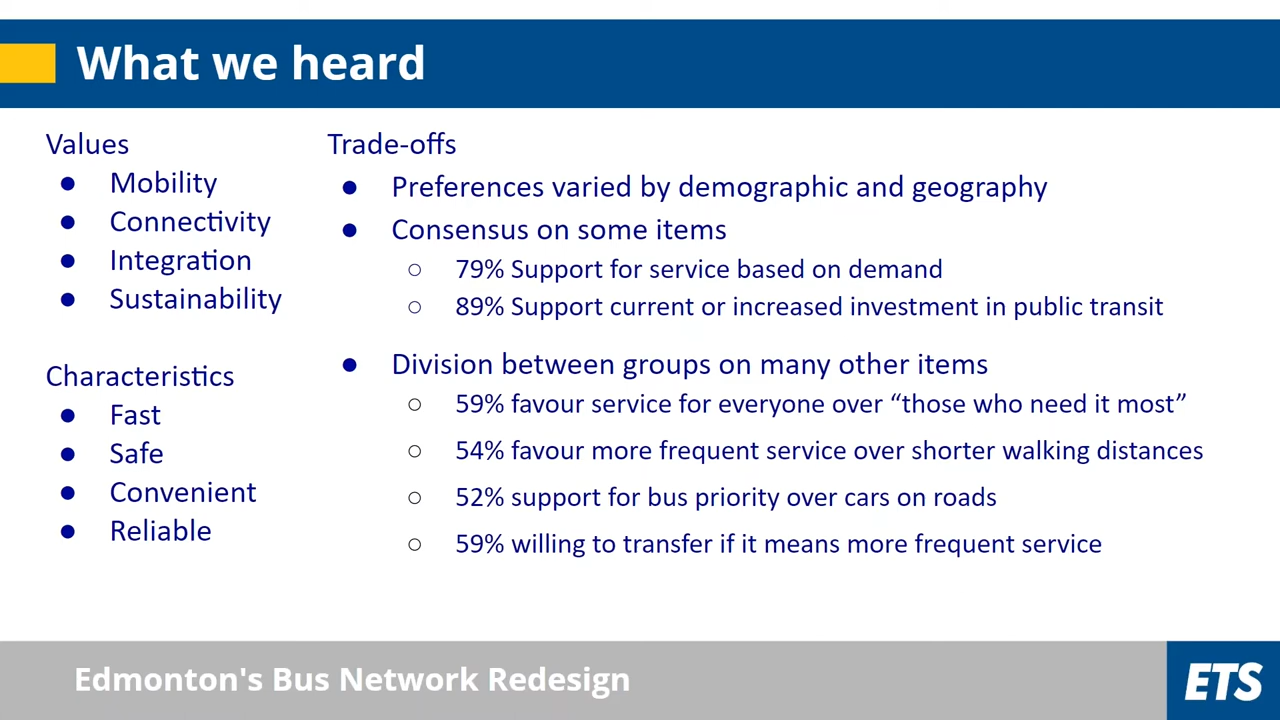 What we heard
Values
Mobility
Connectivity
Integration
Sustainability
Characteristics
Fast
Safe
Convenient
Reliable
Trade-offs
Preferences varied by demographic and geography
Consensus on some items
79% Support for service based on demand
89% Support current or increased investment in public transit
Division between groups on many other items
59% favour service for everyone over “those who need it most”
54% favour more frequent service over shorter walking distances
52% support for bus priority over cars on roads
59% willing to transfer if it means more frequent service
Edmonton's Bus Network Redesign
ETS